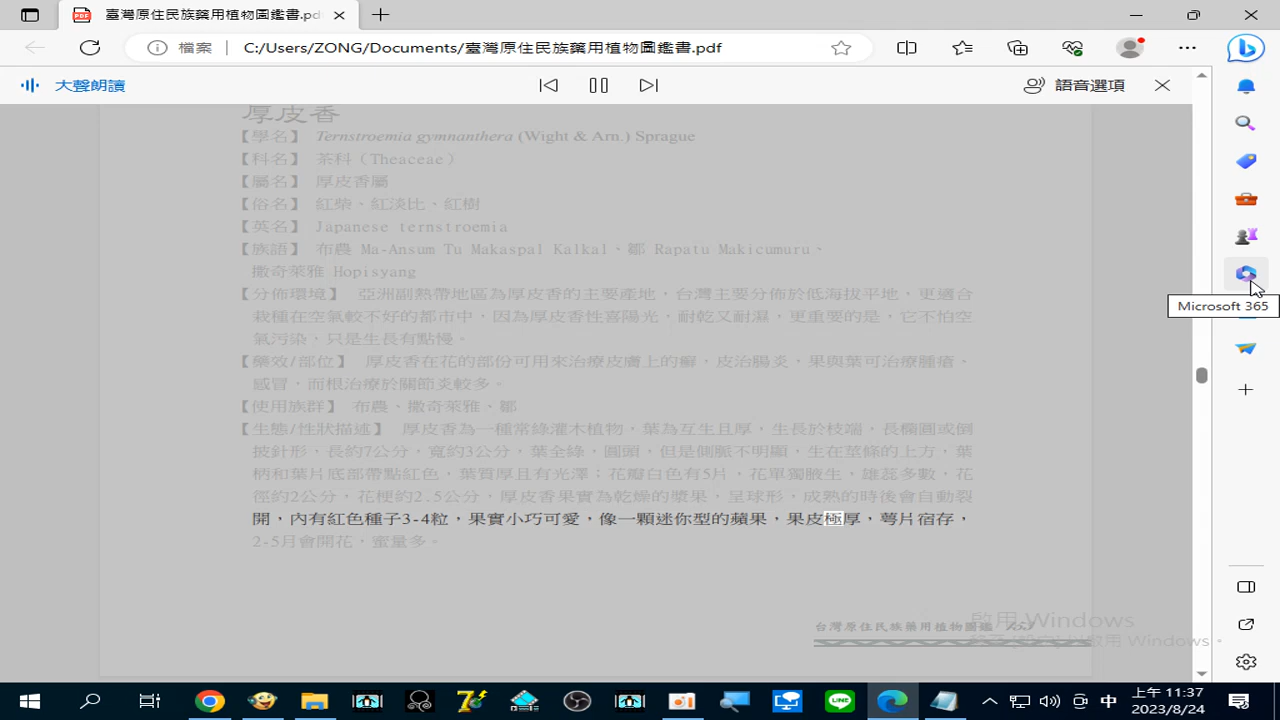 臺灣原住民族藥用植物圖鑑書.pd
檔案
C:/Users/ZONG/Documents/臺灣原住民族藥用植物圖鑑書.pdf
大聲朗讀
語音選項
厚皮香
【學名】 Ternstroemia gymnanthera (Wight & Arn.) Sprague
【科名】 茶科（Theaceae）
【屬名】 厚皮香屬
【俗名】 紅柴、紅淡比、紅樹
【英名】 Japanese ternstroemia
【族語】 布農 Ma-Ansum Tu Makaspal Kalkal、鄒 Rapatu Makicumuru、
撒奇萊雅 Hopisyang
【分佈環境】 亞洲副熱帶地區為厚皮香的主要產地，台灣主要分佈於低海拔平地，更適合
栽種在空氣較不好的都市中，因為厚皮香性喜陽光，耐乾又耐濕，更重要的是，它不怕空
氣污染，只是生長有點慢。
【藥效/部位】 厚皮香在花的部份可用來治療皮膚上的癬，皮治腸炎，果與葉可治療腫瘡、
感冒，而根治療於關節炎較多。
【使用族群】 布農、撒奇萊雅、鄒
【生態/性狀描述】 厚皮香為一種常綠灌木植物，葉為互生且厚，生長於枝端，長橢圓或倒
披針形，長約7公分，寬約3公分，葉全緣，圓頭，但是側脈不明顯，生在莖條的上方，葉
柄和葉片底部帶點紅色，葉質厚且有光澤；花瓣白色有5片，花單獨腋生，雄蕊多數，花
徑約2公分，花梗約2.5公分，厚皮香果實為乾燥的漿果，呈球形，成熟的時後會自動裂
開，內有紅色種子3-4粒，果實小巧可愛，像一顆迷你型的蘋果，果皮極厚，萼片宿存，
2-5月會開花，蜜量多。
台灣原住民族藥用植物圖鑑
啟用 Windows
啟用 Windows。
Microsoft 365
中
上午 11:37
2023/8/24
LINE